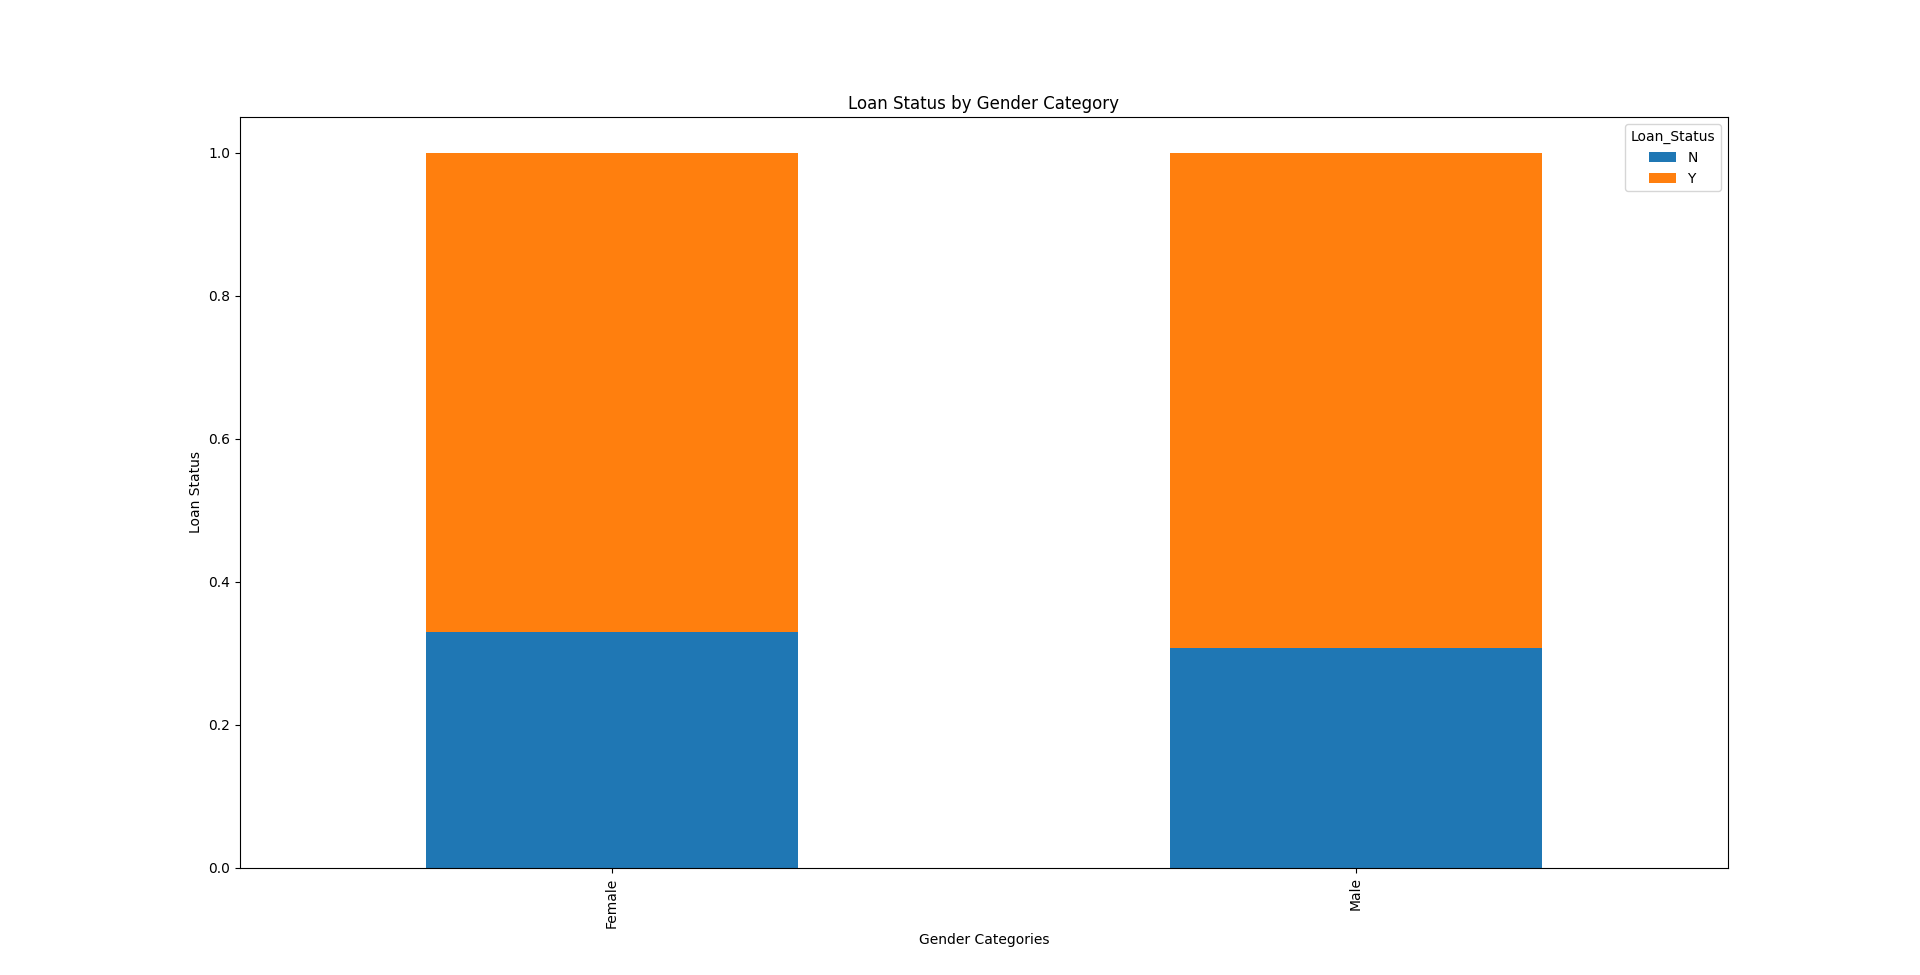 Loan Status by Gender Category
Loan_Status
N
Y
1.0
0.8
0.6
0.4
0.2
0.0
Loan Status
Female
Male
Gender Categories